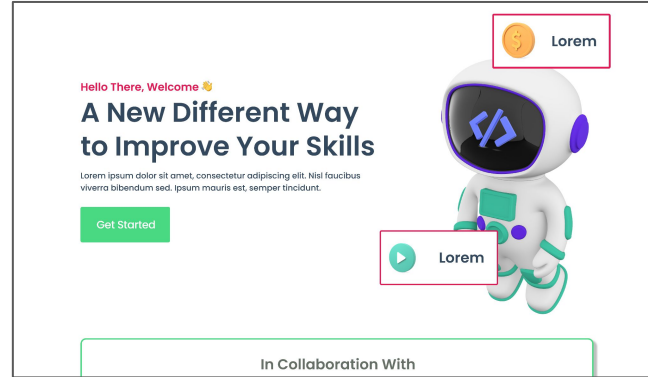 Lorem
Hello There, Welcome 👋
A New Different Way
to Improve Your Skills
Lorem ipsum dolor sit amet, consectetur adipiscing elit. Nisl faucibus
viverra bibendum sed. Ipsum mauris est, semper tincidunt.
Get Started
Lorem
In Collaboration With